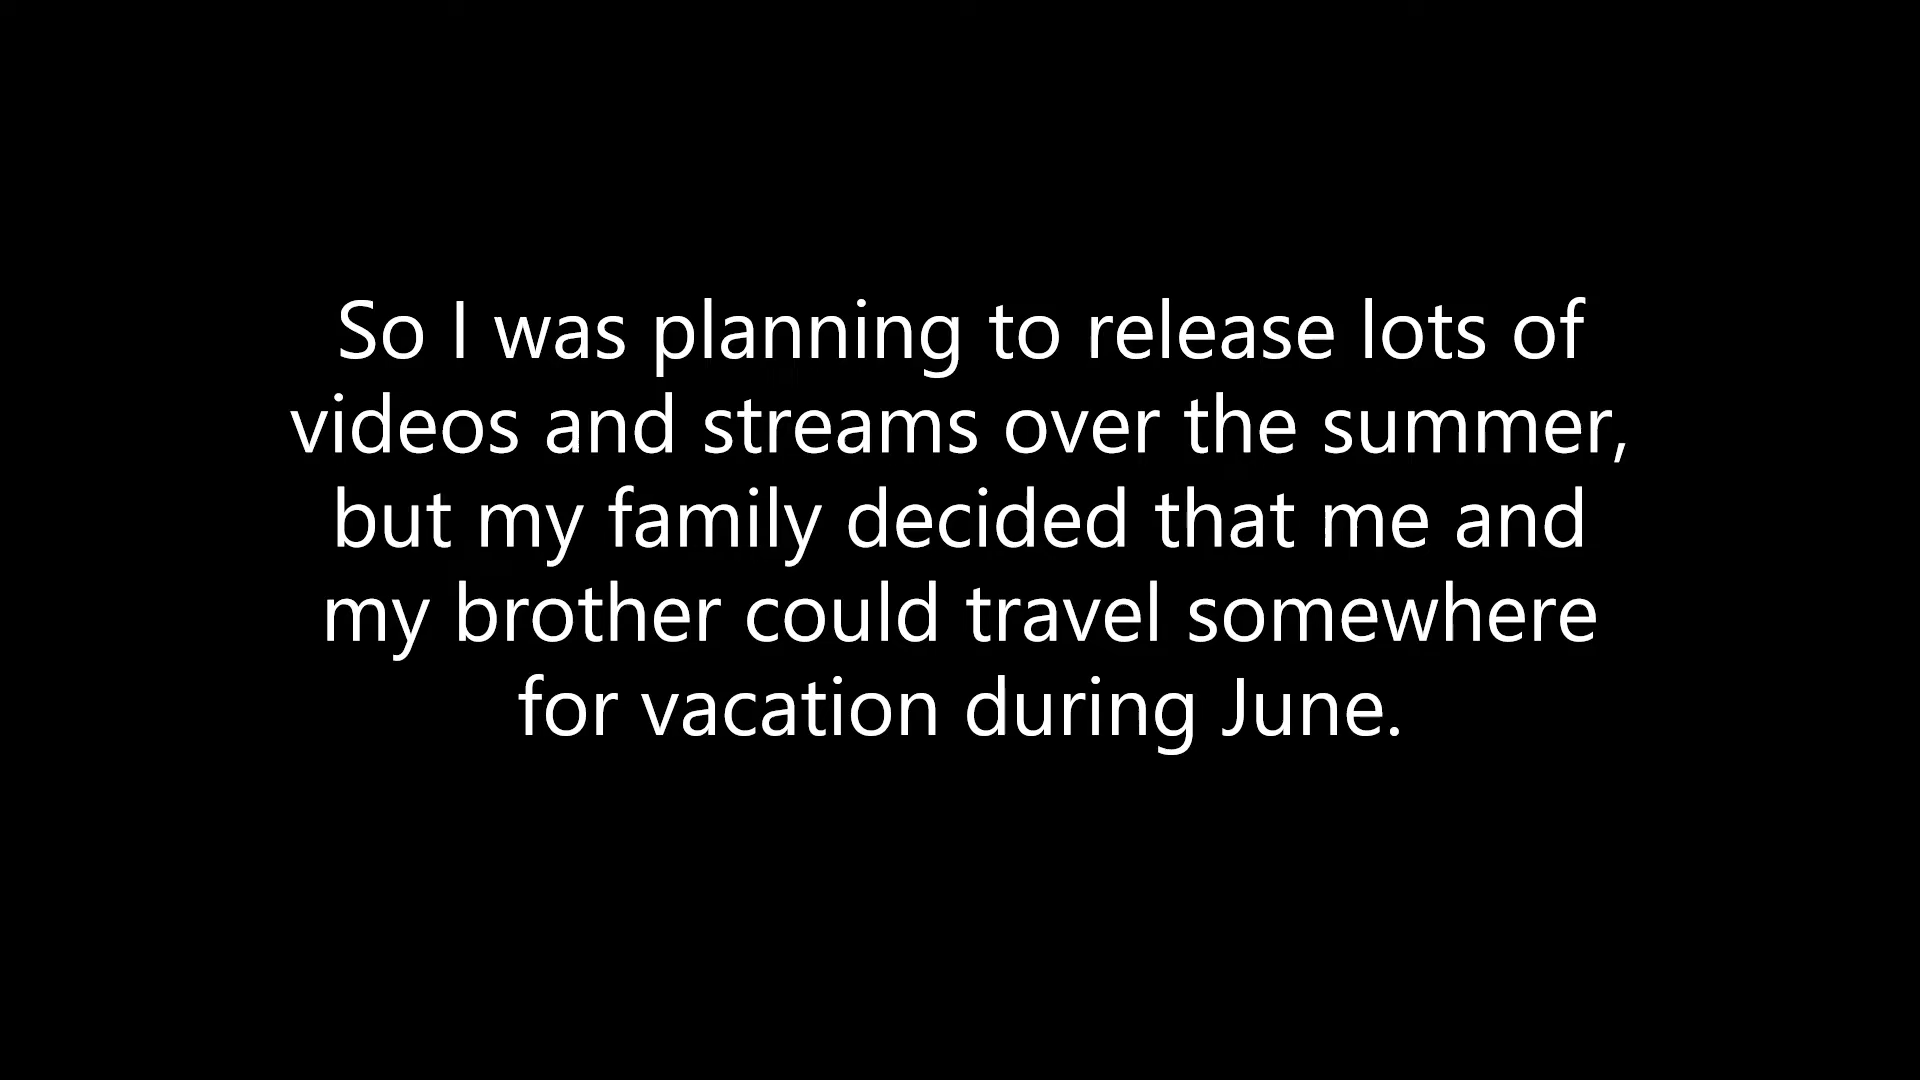 So I was planning to release lots of
videos and streams over the summer,
but my family decided that me and
my brother could travel somewhere
for vacation during June.